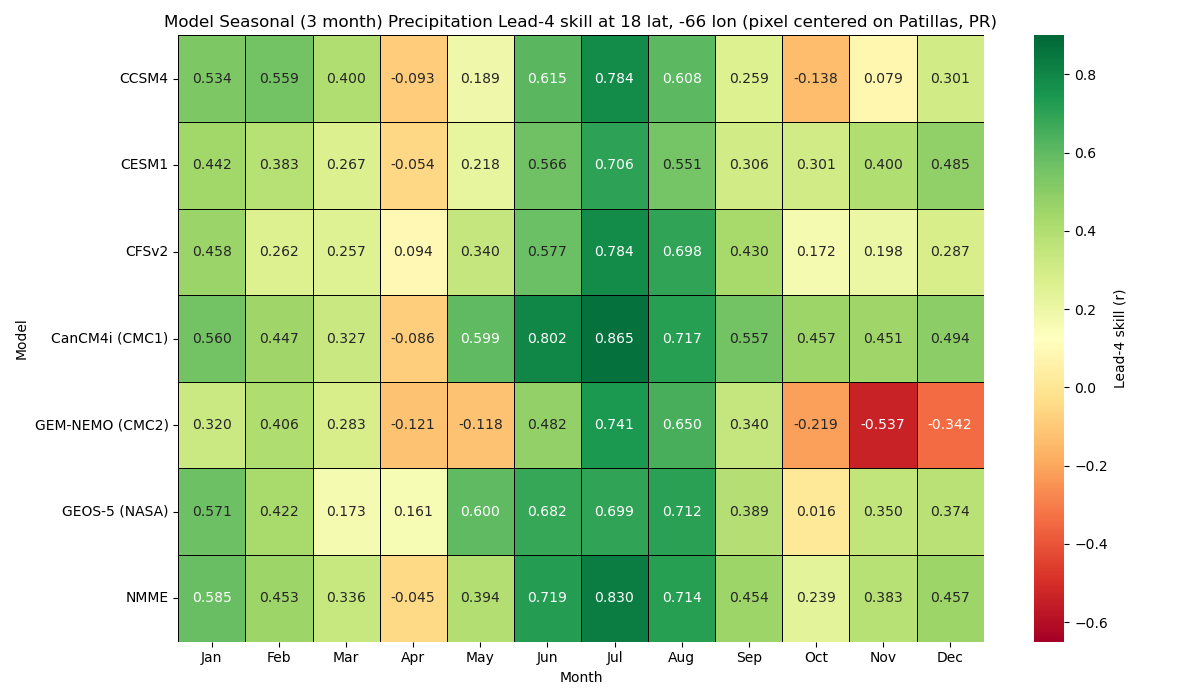 Model Seasonal (3 month) Precipitation Lead-4 skill at 18 lat, -66 lon (pixel centered on Patillas, PR)
CCSM4 0.534 0.559 0.400 -0.093 0.189 0.615 0.784 0.608 0.259 -0.138 0.079 0.301
CESM1 0.442 0.383 0.267 -0.054 0.218 0.566 0.706 0.551 0.306 0.301 0.400 0.485
CFSv2 0.458 0.262 0.257 0.094 0.340 0.577 0.784 0.698 0.430 0.172 0.198 0.287
CanCM4i (CMC1) 0.560 0.447 0.327 -0.086 0.599 0.802 0.865 0.717 0.557 0.457 0.451 0.494
GEM-NEMO (CMC2) 0.320 0.406 0.283 -0.121 -0.118 0.482 0.741 0.650 0.340 -0.219 -0.537 -0.342
GEOS-5 (NASA) 0.571 0.422 0.173 0.161 0.600 0.682 0.699 0.712 0.389 0.016 0.350 0.374
NMME 0.585 0.453 0.336 -0.045 0.394 0.719 0.830 0.714 0.454 0.239 0.383 0.457
Jan Feb Mar Apr May Jun Jul Aug Sep Oct Nov Dec
Month
Model
0.8
0.6
0.4
0.2
0.0
−0.2
−0.4
−0.6
Lead-4 skill (r)